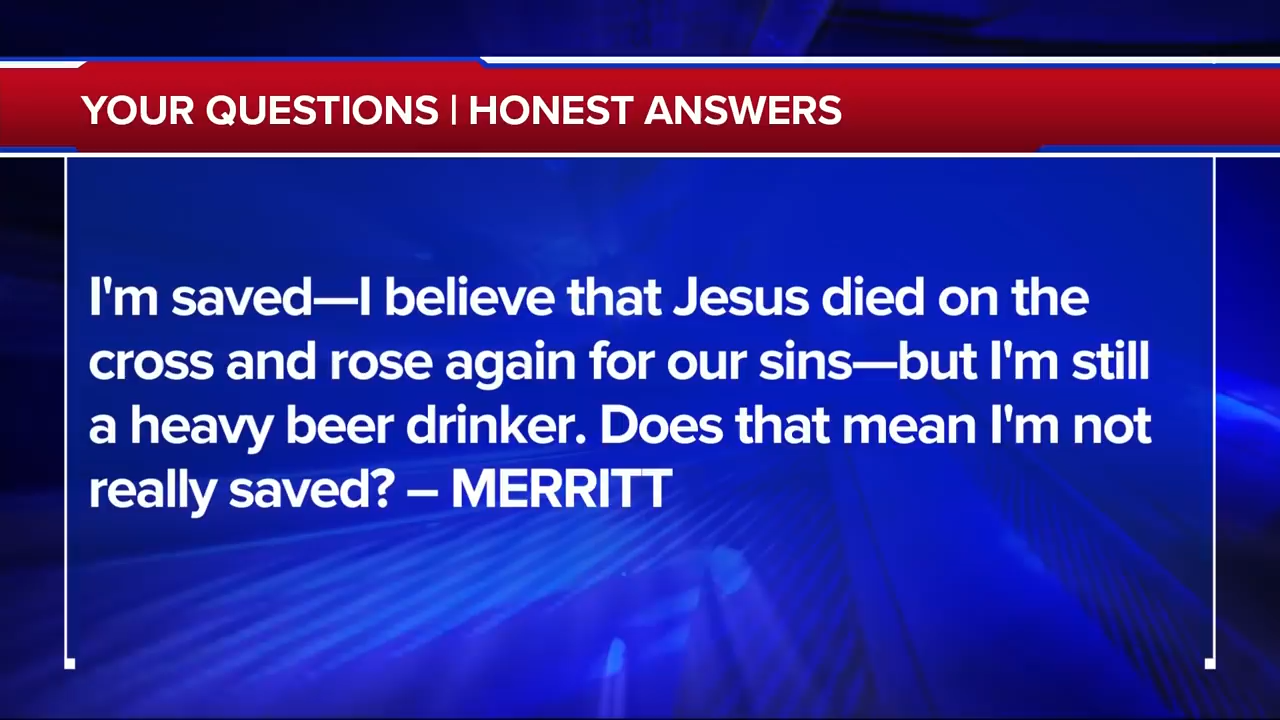 YOUR QUESTIONS | HONEST ANSWERS
I'm saved—I believe that Jesus died on the
cross and rose again for our sins—but I'm still
a heavy beer drinker. Does that mean I'm not
really saved? – MERRITT